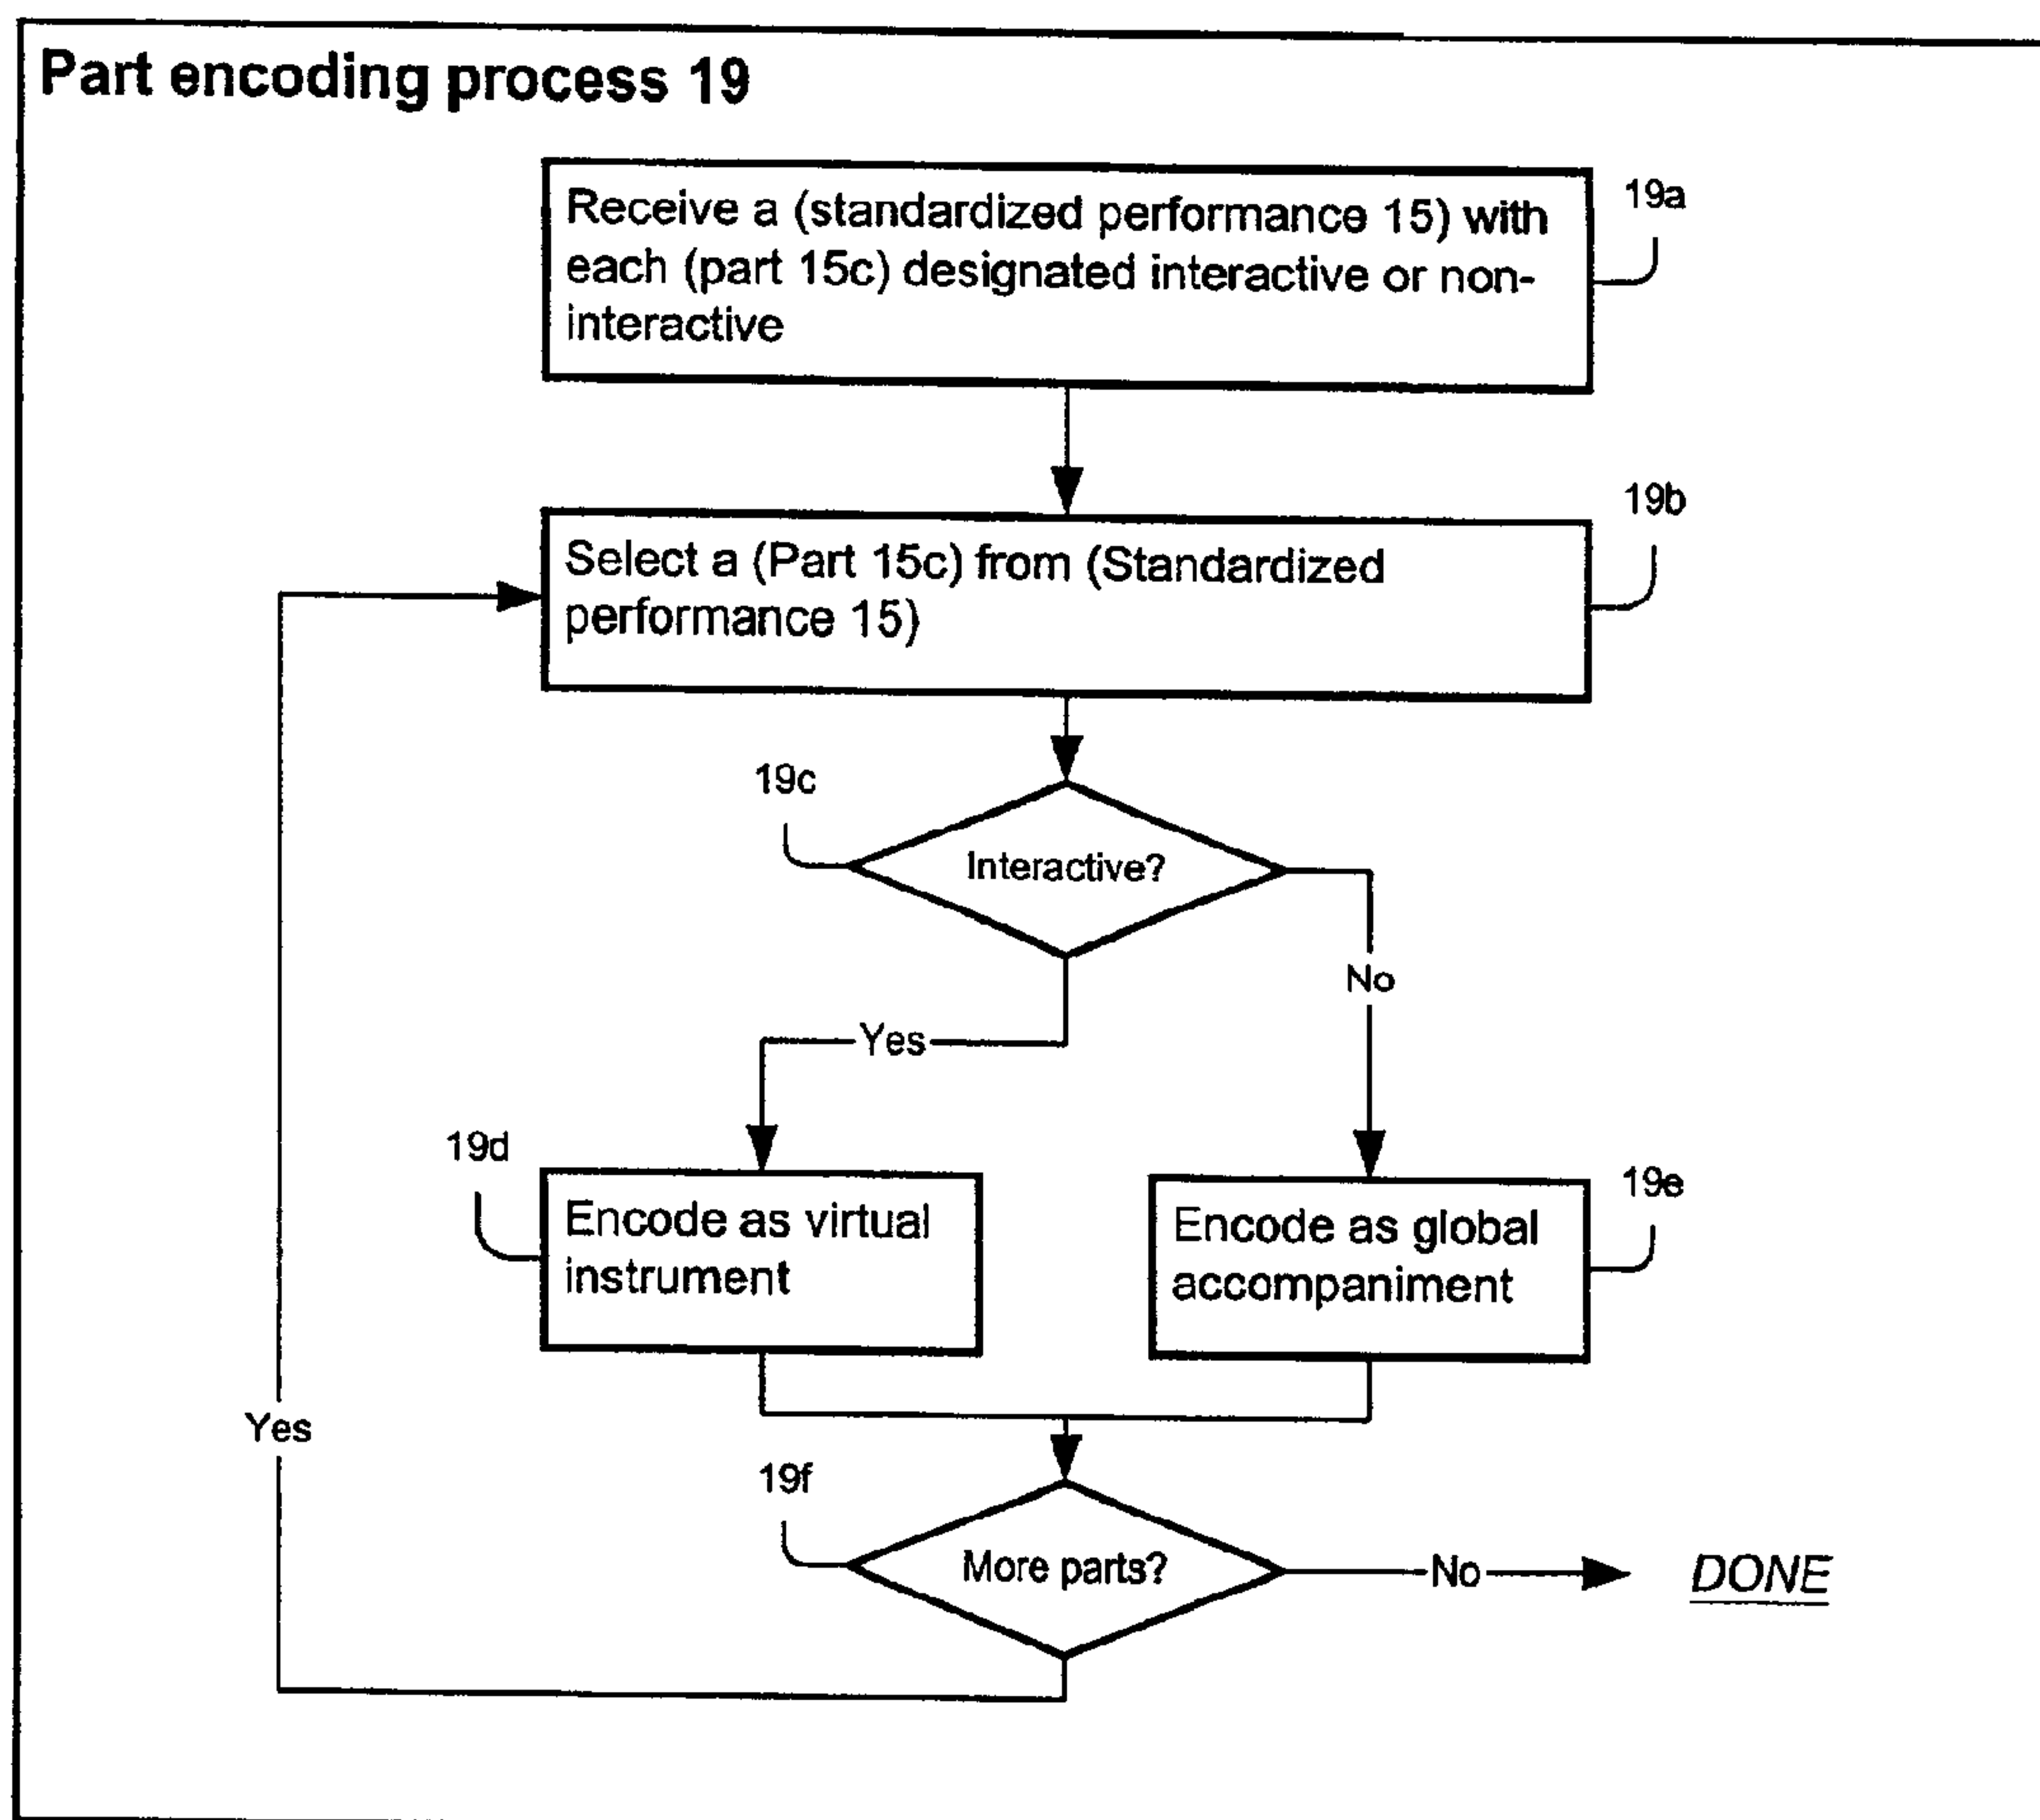 Part encoding process 19
19a
Receive a (standardized performance 15) with
each (part 15c) designated interactive or non-
interactive
19b
Select a (Part 15c) from (Standardized
performance 15)
19c
Interactive?
No
Yes
19d
Encode as virtual
instrument
19e
Encode as global
accompaniment
Yes
19f
More parts?
No
DONE